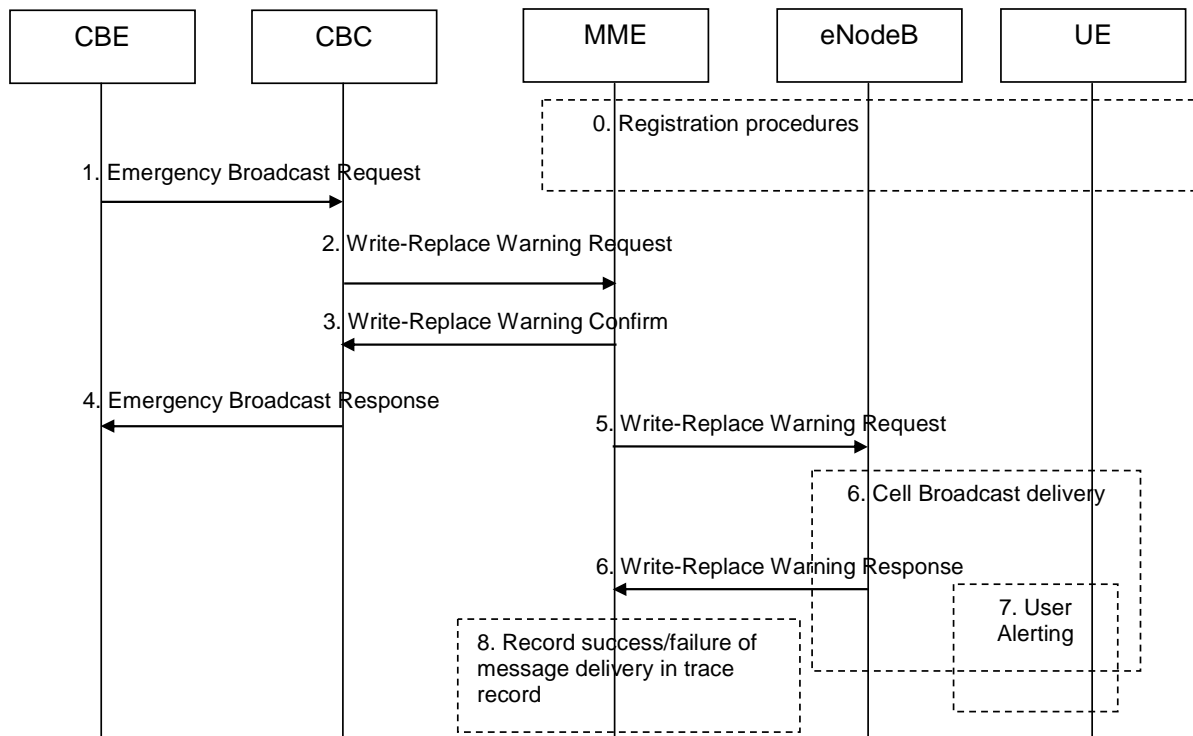 CBE
CBC
MME
eNodeB
UE
0. Registration procedures
1. Emergency Broadcast Request
2. Write-Replace Warning Request
3. Write-Replace Warning Confirm
4. Emergency Broadcast Response
5. Write-Replace Warning Request
6. Cell Broadcast delivery
6. Write-Replace Warning Response
7. User
Alerting
8. Record success/failure of
message delivery in trace
record